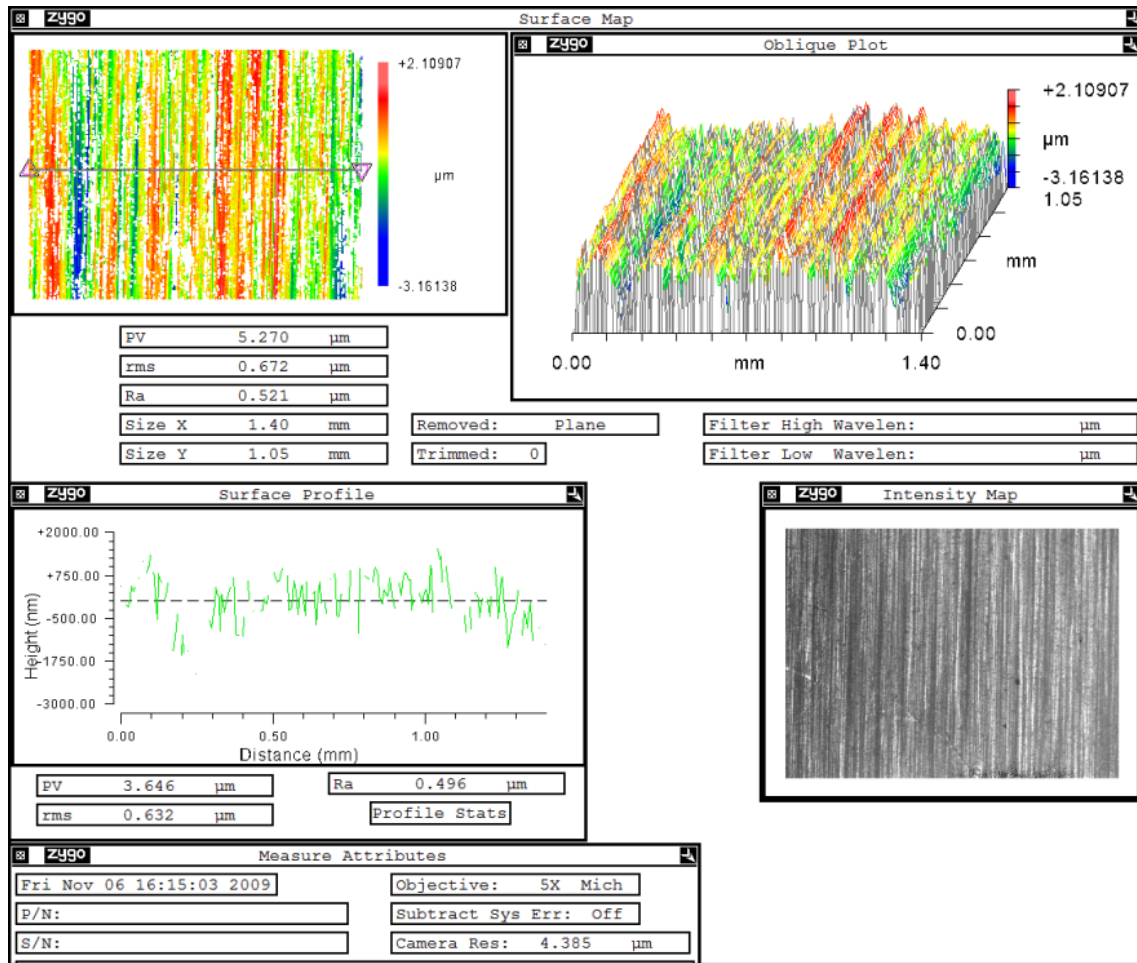 zygo Surface Map
+2.10907
µm
-3.16138
zygo Oblique Plot
+2.10907
µm
-3.16138
1.05
mm
0.00
0.00 mm 1.40
PV 5.270 µm
rms 0.672 µm
Ra 0.521 µm
Size X 1.40 mm
Size Y 1.05 mm
Removed: Plane
Trimmed: 0
Filter High Wavelen: µm
Filter Low Wavelen: µm
zygo Surface Profile
+2000.00
+750.00
-500.00
-1750.00
-3000.00
Height (nm)
0.00 0.50 1.00
Distance (mm)
PV 3.646 µm
rms 0.632 µm
Ra 0.496 µm
Profile Stats
zygo Intensity Map
zygo Measure Attributes
Fri Nov 06 16:15:03 2009
P/N:
S/N:
Objective: 5X Mich
Subtract Sys Err: Off
Camera Res: 4.385 µm